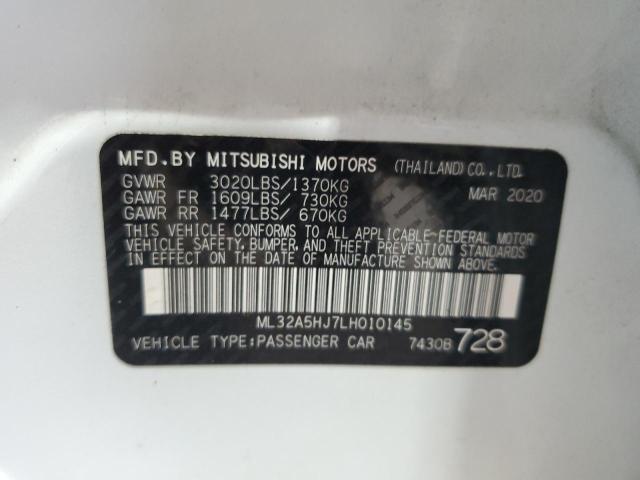 MFD.BY MITSUBISHI MOTORS (THAILAND) CO., LTD.
GVWR 3020LBS/1370KG MAR 2020
GAWR FR 1609LBS/ 730KG
GAWR RR 1477LBS/ 670KG
THIS VEHICLE CONFORMS TO ALL APPLICABLE-FEDERAL MOTOR
VEHICLE SAFETY, BUMPER, AND THEFT PREVENTION STANDARDS
IN EFFECT ON THE DATE OF MANUFACTURE SHOWN ABOVE.
ML32A5HJ7LH010145
VEHICLE TYPE:PASSENGER CAR 7430B 728